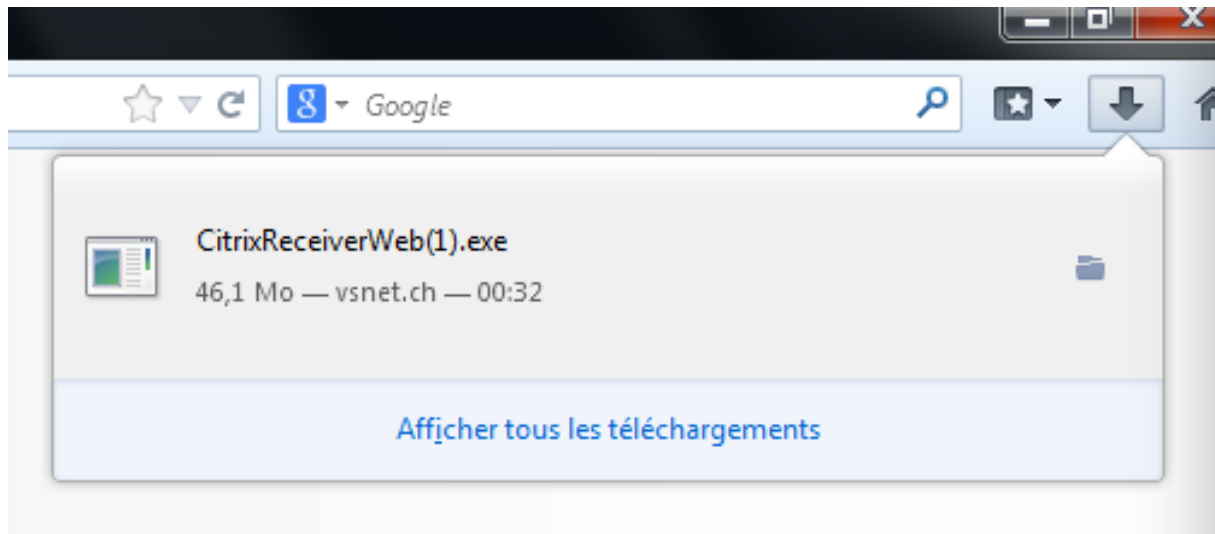 Google
CitrixReceiverWeb(1).exe
46,1 Mo — vsnet.ch — 00:32
Afficher tous les téléchargements